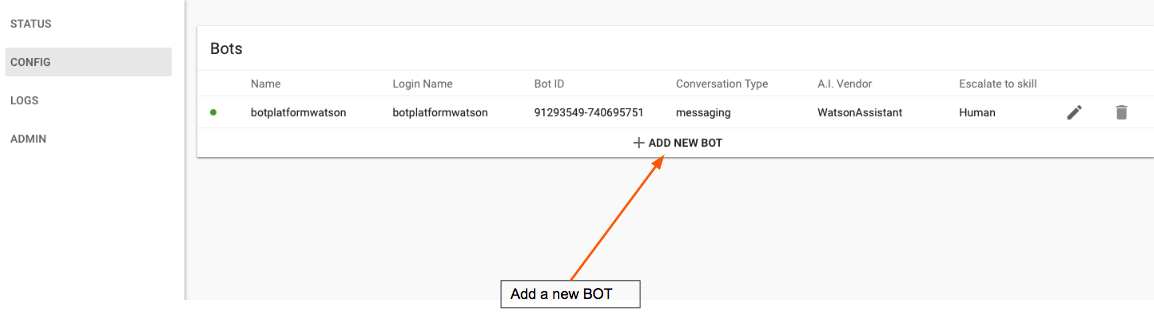 STATUS
CONFIG
LOGS
ADMIN
Bots
Name Login Name Bot ID Conversation Type A.I. Vendor Escalate to skill
botplatformwatson botplatformwatson 91293549-740695751 messaging WatsonAssistant Human
+ ADD NEW BOT
Add a new BOT